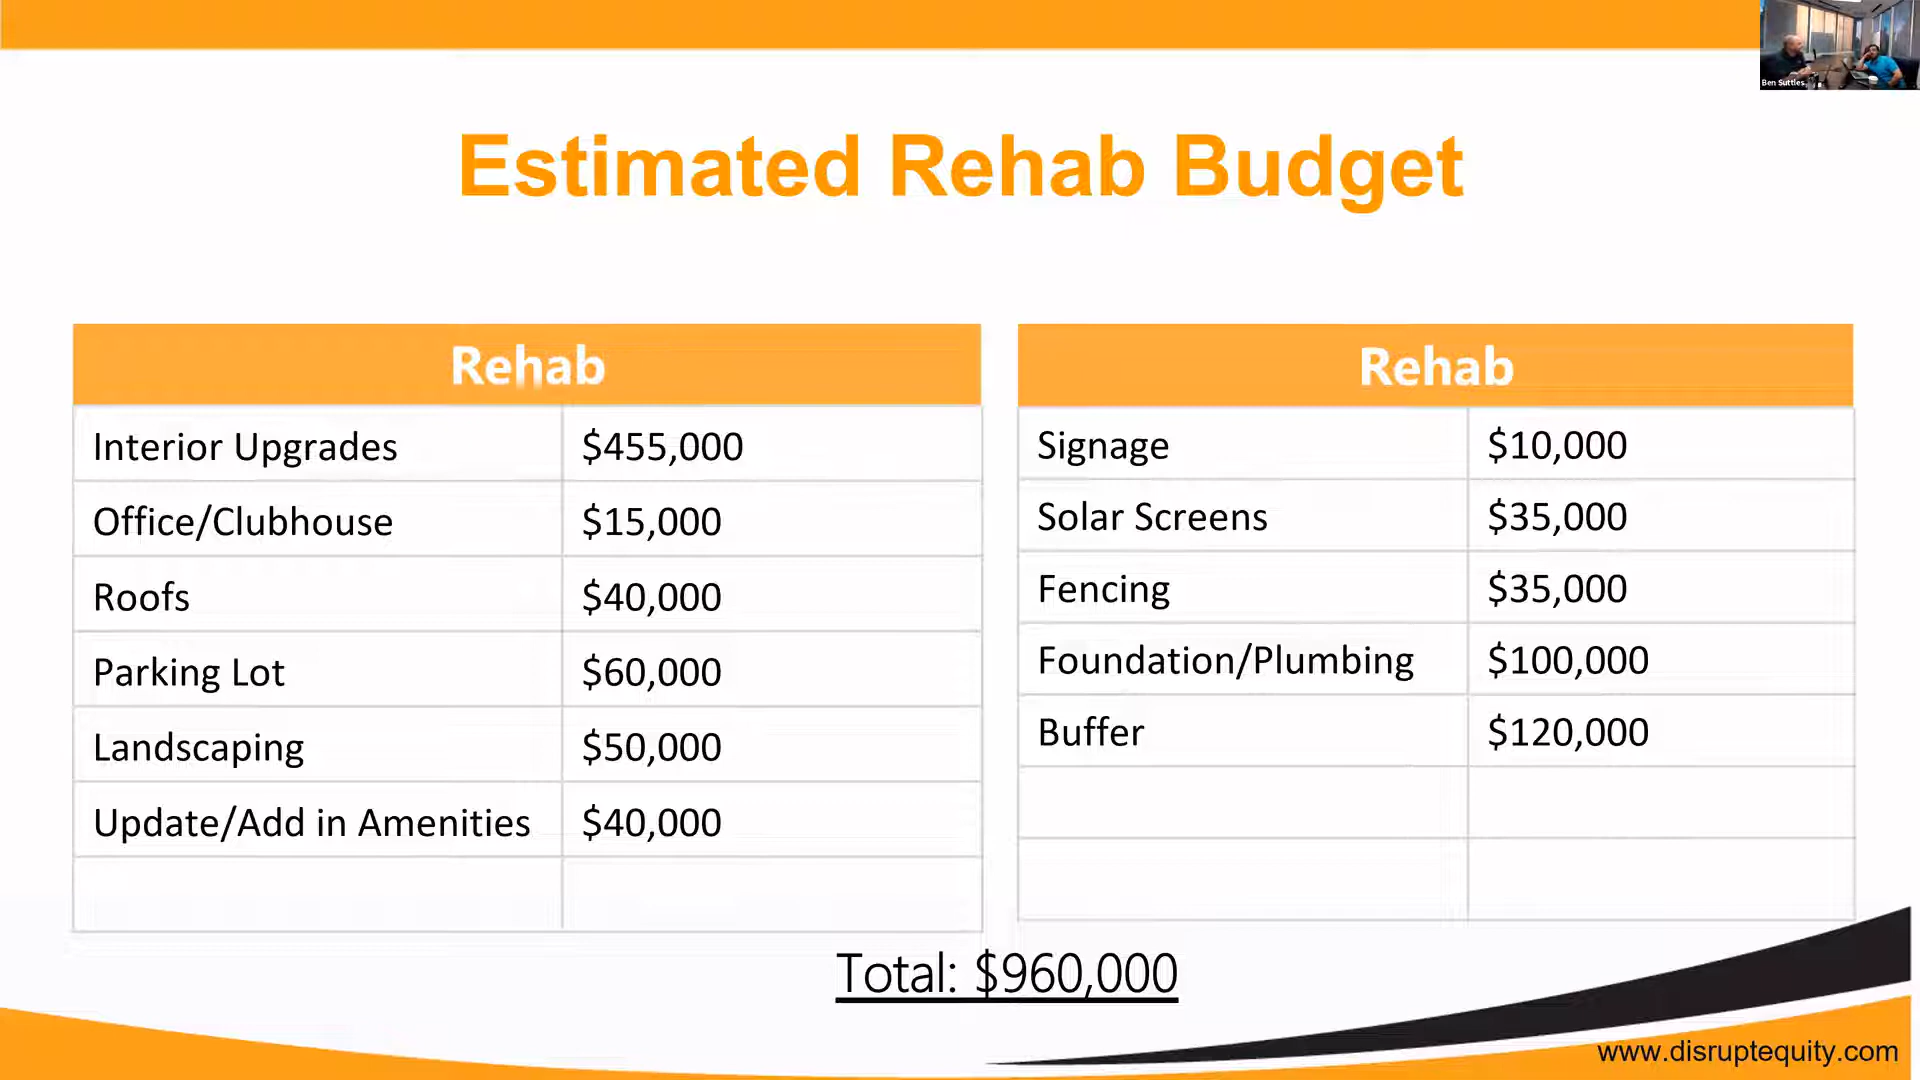 Ben Suttles
Estimated Rehab Budget
Rehab
Interior Upgrades $455,000
Office/Clubhouse $15,000
Roofs $40,000
Parking Lot $60,000
Landscaping $50,000
Update/Add in Amenities $40,000
Rehab
Signage $10,000
Solar Screens $35,000
Fencing $35,000
Foundation/Plumbing $100,000
Buffer $120,000
Total: $960,000
www.disruptequity.com